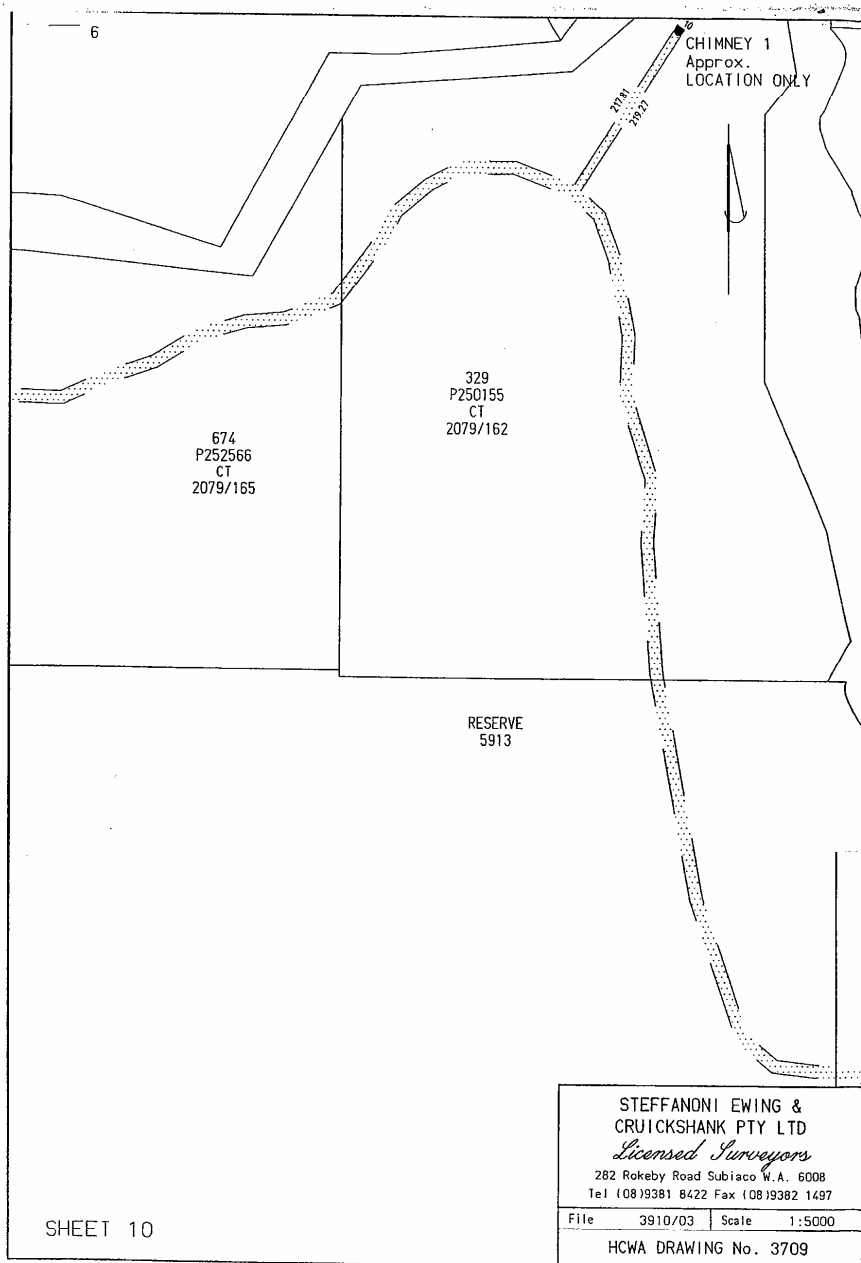 6
10
CHIMNEY 1
Approx.
LOCATION ONLY
217.81
219.27
329
P250155
CT
2079/162
674
P252566
CT
2079/165
RESERVE
5913
STEFFANONI EWING &
CRUICKSHANK PTY LTD
Licensed Surveyors
282 Rokeby Road Subiaco W.A. 6008
Tel (08)9381 8422 Fax (08)9382 1497
File 3910/03 Scale 1:5000
HCWA DRAWING No. 3709
SHEET 10